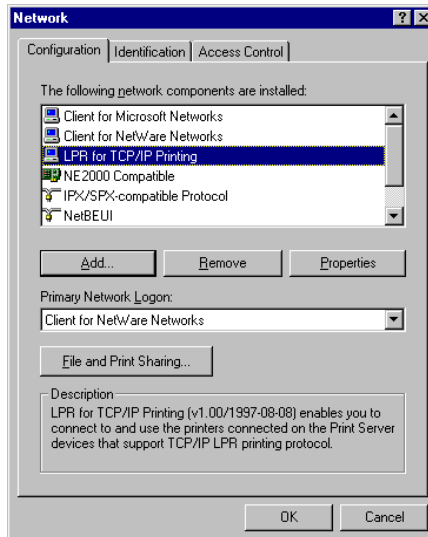 Network
Configuration Identification Access Control
The following network components are installed:
Client for Microsoft Networks
Client for NetWare Networks
LPR for TCP/IP Printing
NE2000 Compatible
IPX/SPX-compatible Protocol
NetBEUI
Add... Remove Properties
Primary Network Logon:
Client for NetWare Networks
File and Print Sharing...
Description
LPR for TCP/IP Printing (v1.00/1997-08-08) enables you to
connect to and use the printers connected on the Print Server
devices that support TCP/IP LPR printing protocol.
OK Cancel